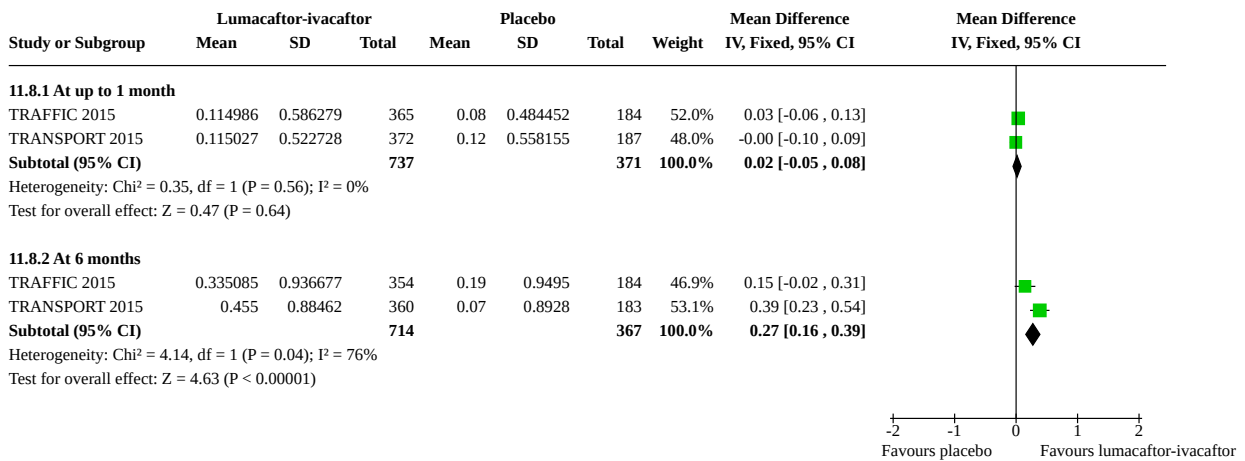 Lumacaftor-ivacaftor Placebo Mean Difference Mean Difference
Study or Subgroup Mean SD Total Mean SD Total Weight IV, Fixed, 95% CI IV, Fixed, 95% CI
11.8.1 At up to 1 month
TRAFFIC 2015 0.114986 0.586279 365 0.08 0.484452 184 52.0% 0.03 [-0.06 , 0.13]
TRANSPORT 2015 0.115027 0.522728 372 0.12 0.558155 187 48.0% -0.00 [-0.10 , 0.09]
Subtotal (95% CI) 737 371 100.0% 0.02 [-0.05 , 0.08]
Heterogeneity: Chi² = 0.35, df = 1 (P = 0.56); I² = 0%
Test for overall effect: Z = 0.47 (P = 0.64)
11.8.2 At 6 months
TRAFFIC 2015 0.335085 0.936677 354 0.19 0.9495 184 46.9% 0.15 [-0.02 , 0.31]
TRANSPORT 2015 0.455 0.88462 360 0.07 0.8928 183 53.1% 0.39 [0.23 , 0.54]
Subtotal (95% CI) 714 367 100.0% 0.27 [0.16 , 0.39]
Heterogeneity: Chi² = 4.14, df = 1 (P = 0.04); I² = 76%
Test for overall effect: Z = 4.63 (P < 0.00001)
-2 -1 0 1 2
Favours placebo Favours lumacaftor-ivacaftor